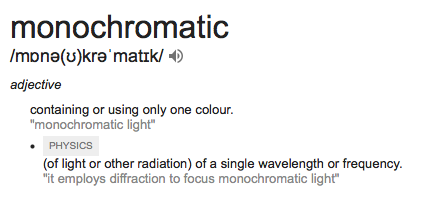 monochromatic
/mɒnə(ʊ)krəˈmatɪk/
adjective
containing or using only one colour.
"monochromatic light"
• PHYSICS
(of light or other radiation) of a single wavelength or frequency.
"it employs diffraction to focus monochromatic light"